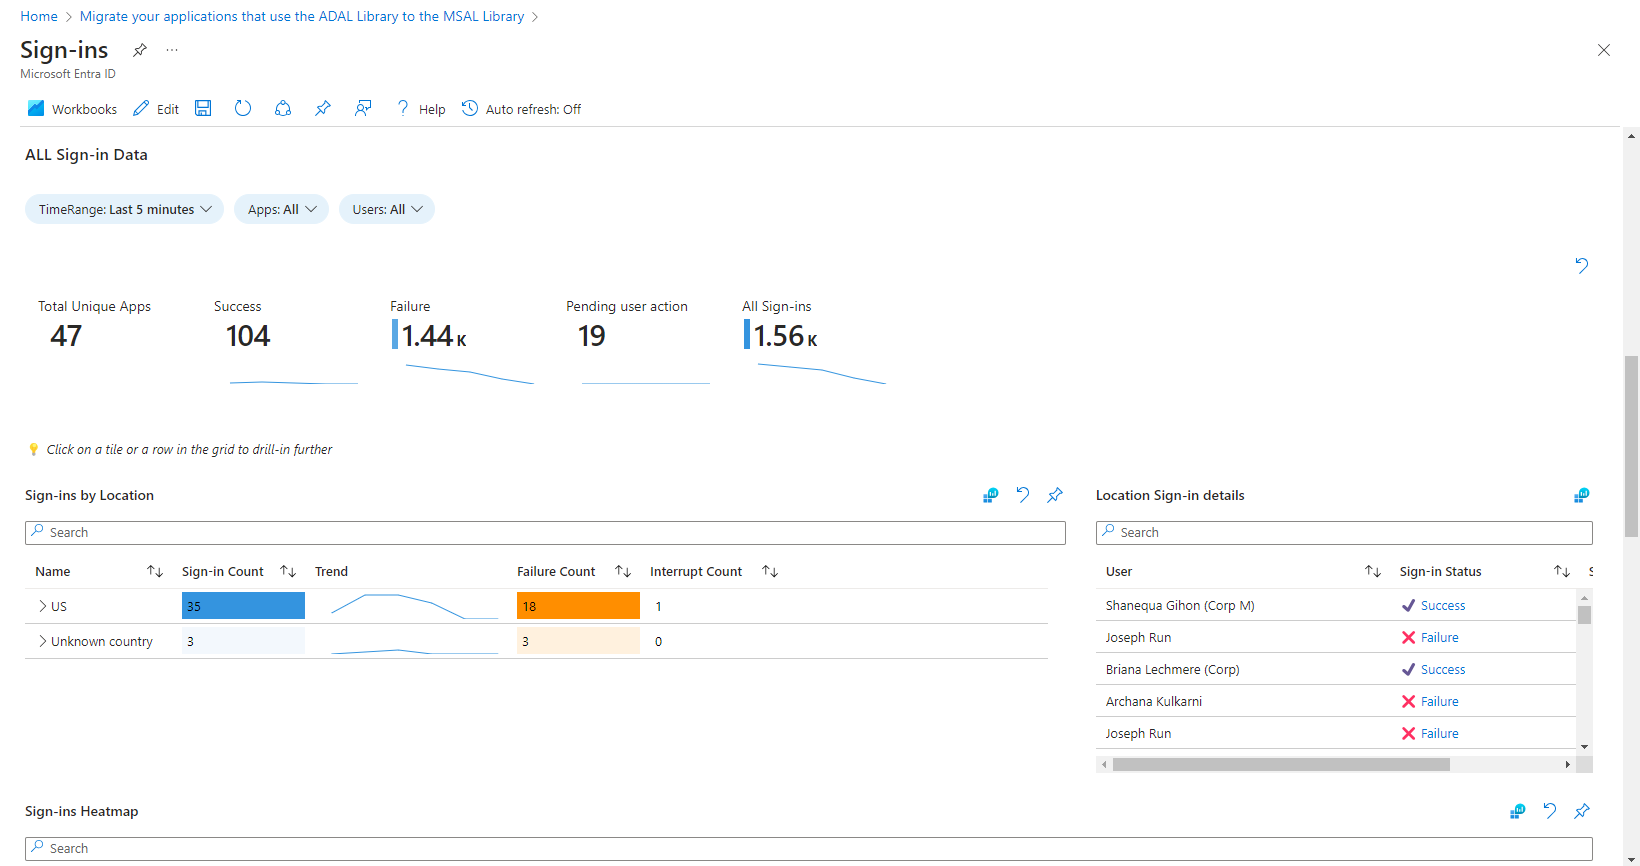 Home > Migrate your applications that use the ADAL Library to the MSAL Library >
Sign-ins ...
Microsoft Entra ID
Workbooks Edit ? Help Auto refresh: Off
ALL Sign-in Data
TimeRange: Last 5 minutes Apps: All Users: All
Total Unique Apps Success Failure Pending user action All Sign-ins
47 104 1.44 K 19 1.56 K
Click on a tile or a row in the grid to drill-in further
Sign-ins by Location
Search
Name Sign-in Count Trend Failure Count Interrupt Count
US 35 18 1
Unknown country 3 3 0
Location Sign-in details
Search
User Sign-in Status
Shanequa Gihon (Corp M) Success
Joseph Run Failure
Briana Lechmere (Corp) Success
Archana Kulkarni Failure
Joseph Run Failure
Sign-ins Heatmap
Search